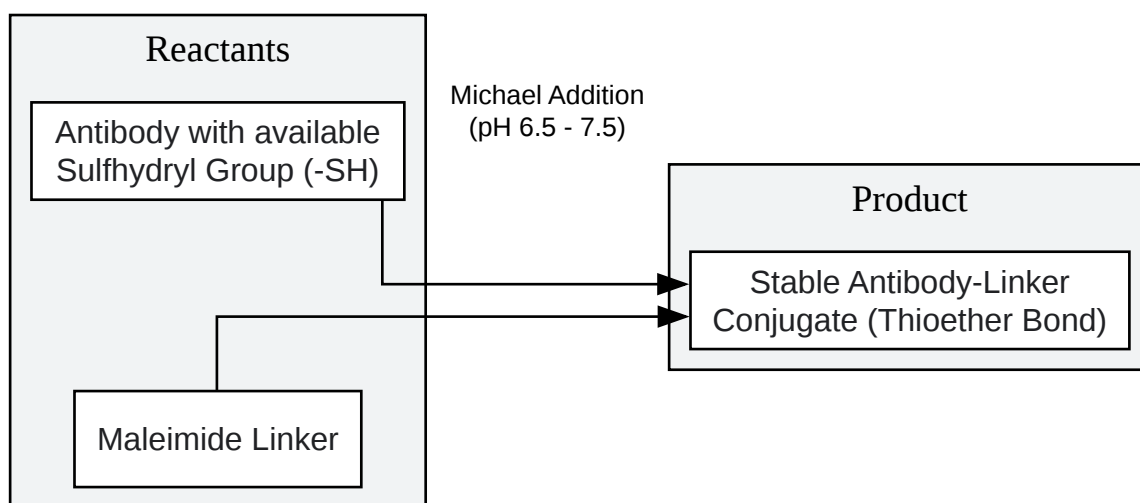 Reactants
Antibody with available
Sulfhydryl Group (-SH)
Maleimide Linker
Michael Addition
(pH 6.5 - 7.5)
Product
Stable Antibody-Linker
Conjugate (Thioether Bond)